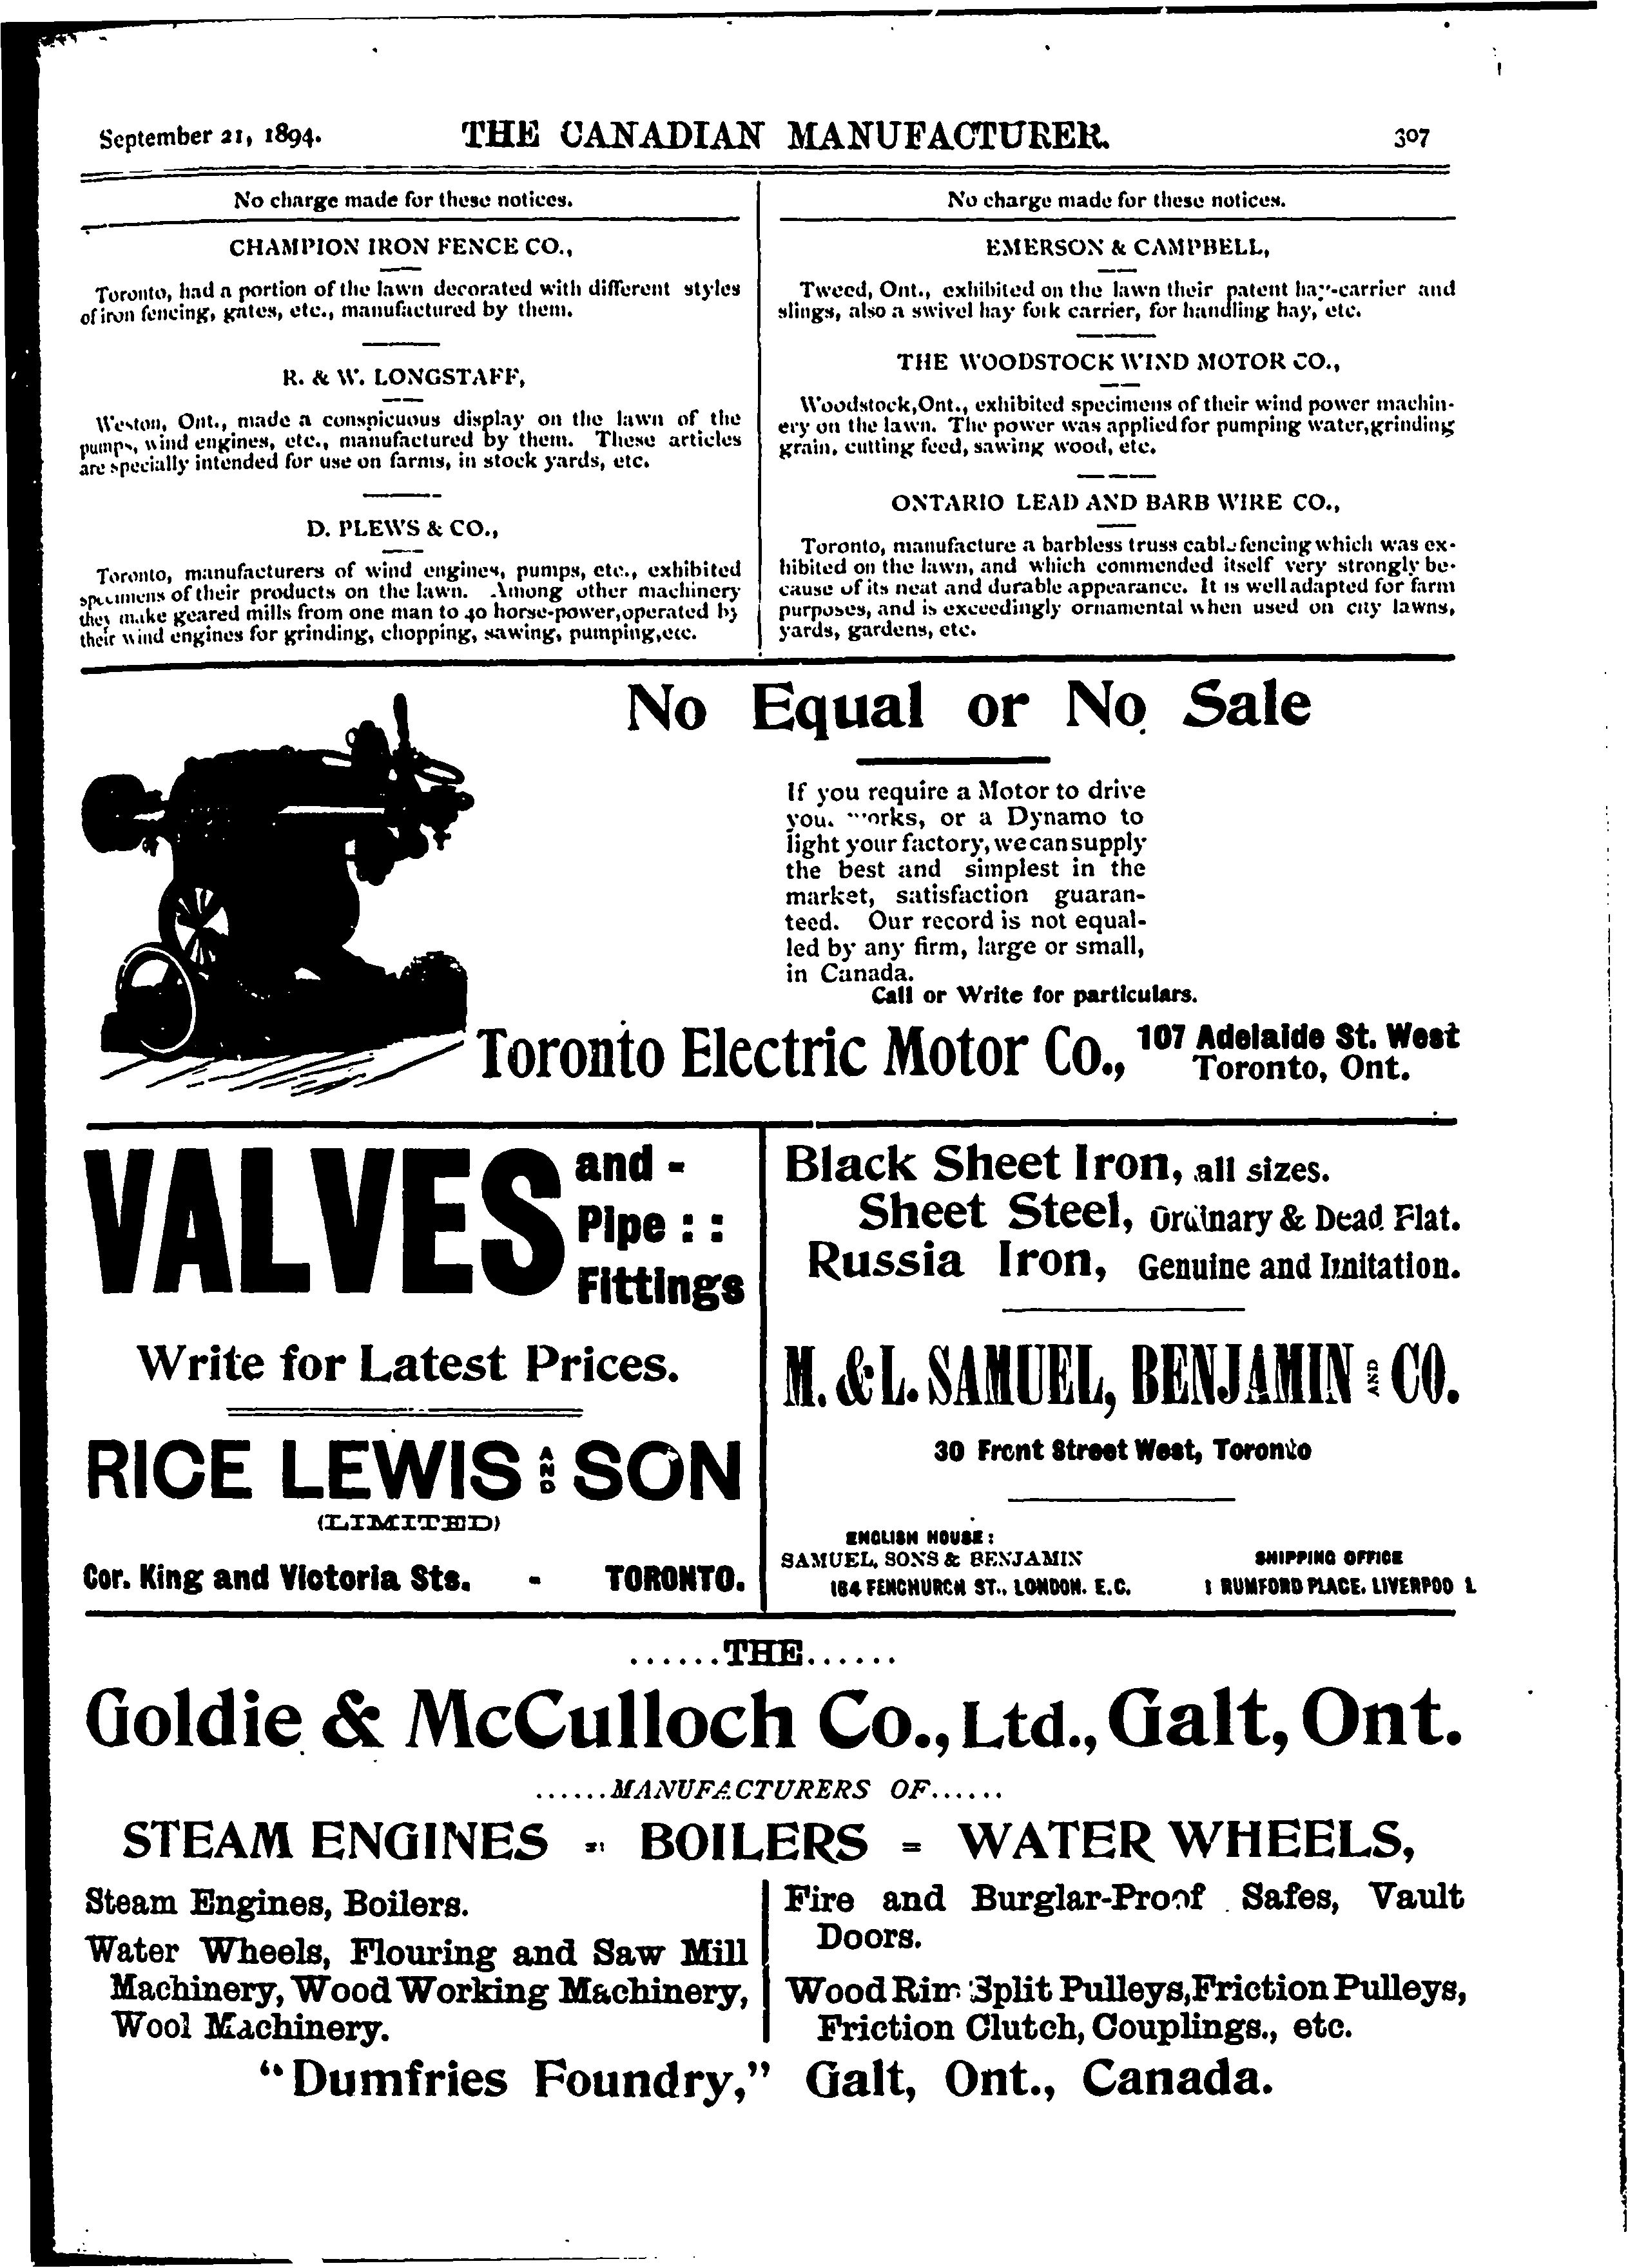 September 21, 1894.
THE CANADIAN MANUFACTURER.
307
No charge made for these notices.
CHAMPION IRON FENCE CO.,
Toronto, had a portion of the lawn decorated with different styles
of iron fencing, gates, etc., manufactured by them.
R. & W. LONGSTAFF,
Weston, Ont., made a conspicuous display on the lawn of the
pumps, wind engines, etc., manufactured by them. These articles
are specially intended for use on farms, in stock yards, etc.
D. PLEWS & CO.,
Toronto, manufacturers of wind engines, pumps, etc., exhibited
specimens of their products on the lawn. Among other machinery
they make geared mills from one man to 40 horse-power, operated by
their wind engines for grinding, chopping, sawing, pumping, etc.
No charge made for these notices.
EMERSON & CAMPBELL,
Tweed, Ont., exhibited on the lawn their patent hay-carrier and
slings, also a swivel hay fork carrier, for handling hay, etc.
THE WOODSTOCK WIND MOTOR CO.,
Woodstock, Ont., exhibited specimens of their wind power machin-
ery on the lawn. The power was applied for pumping water, grinding
grain, cutting feed, sawing wood, etc.
ONTARIO LEAD AND BARB WIRE CO.,
Toronto, manufacture a barbless truss cable fencing which was ex-
hibited on the lawn, and which commended itself very strongly be-
cause of its neat and durable appearance. It is well adapted for farm
purposes, and is exceedingly ornamental when used on city lawns,
yards, gardens, etc.
No Equal or No Sale
If you require a Motor to drive
your works, or a Dynamo to
light your factory, we can supply
the best and simplest in the
market, satisfaction guaran-
teed. Our record is not equal-
led by any firm, large or small,
in Canada.
Call or Write for particulars.
Toronto Electric Motor Co., 107 Adelaide St. West
Toronto, Ont.
VALVES and -
Pipe : :
Fittings
Write for Latest Prices.
RICE LEWIS AND SON
(LIMITED)
Cor. King and Victoria Sts. - TORONTO.
Black Sheet Iron, all sizes.
Sheet Steel, Ordinary & Dead Flat.
Russia Iron, Genuine and Imitation.
M. & L. SAMUEL, BENJAMIN AND CO.
30 Front Street West, Toronto
ENGLISH HOUSE:
SAMUEL, SONS & BENJAMIN
164 FENCHURCH ST., LONDON. E.C.
SHIPPING OFFICE
1 RUMFORD PLACE, LIVERPOOL
......THE......
Goldie & McCulloch Co., Ltd., Galt, Ont.
......MANUFACTURERS OF......
STEAM ENGINES = BOILERS = WATER WHEELS,
Steam Engines, Boilers.
Water Wheels, Flouring and Saw Mill
Machinery, Wood Working Machinery,
Wool Machinery.
Fire and Burglar-Proof Safes, Vault
Doors.
Wood Rim Split Pulleys, Friction Pulleys,
Friction Clutch, Couplings., etc.
"Dumfries Foundry," Galt, Ont., Canada.